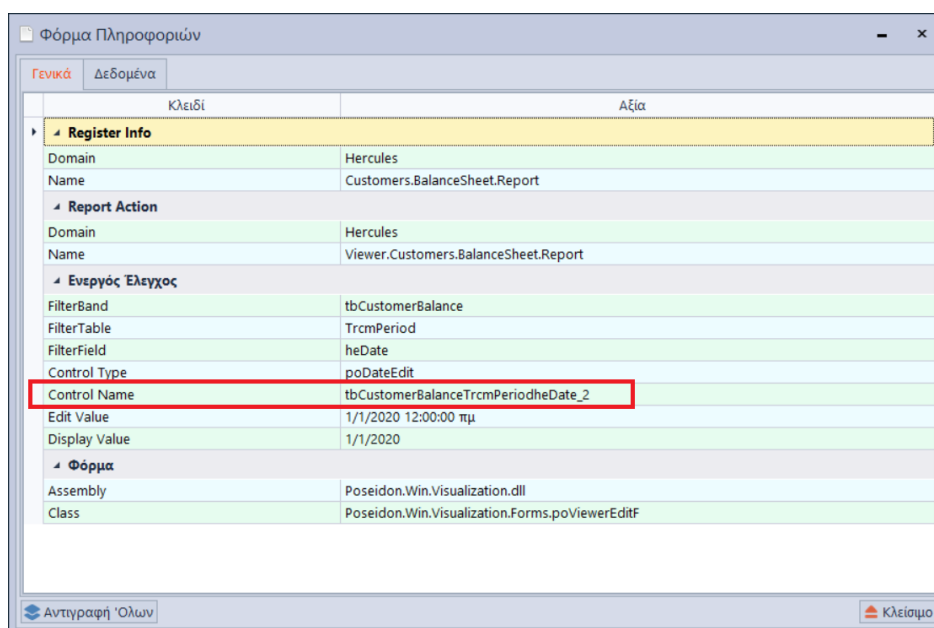 Φόρμα Πληροφοριών
Γενικά Δεδομένα
Κλειδί Αξία
Register Info
Domain Hercules
Name Customers.BalanceSheet.Report
Report Action
Domain Hercules
Name Viewer.Customers.BalanceSheet.Report
Ενεργός Έλεγχος
FilterBand tbCustomerBalance
FilterTable TrcmPeriod
FilterField heDate
Control Type poDateEdit
Control Name tbCustomerBalanceTrcmPeriodheDate_2
Edit Value 1/1/2020 12:00:00 πμ
Display Value 1/1/2020
Φόρμα
Assembly Poseidon.Win.Visualization.dll
Class Poseidon.Win.Visualization.Forms.poViewerEditF
Αντιγραφή 'Ολων Κλείσιμο